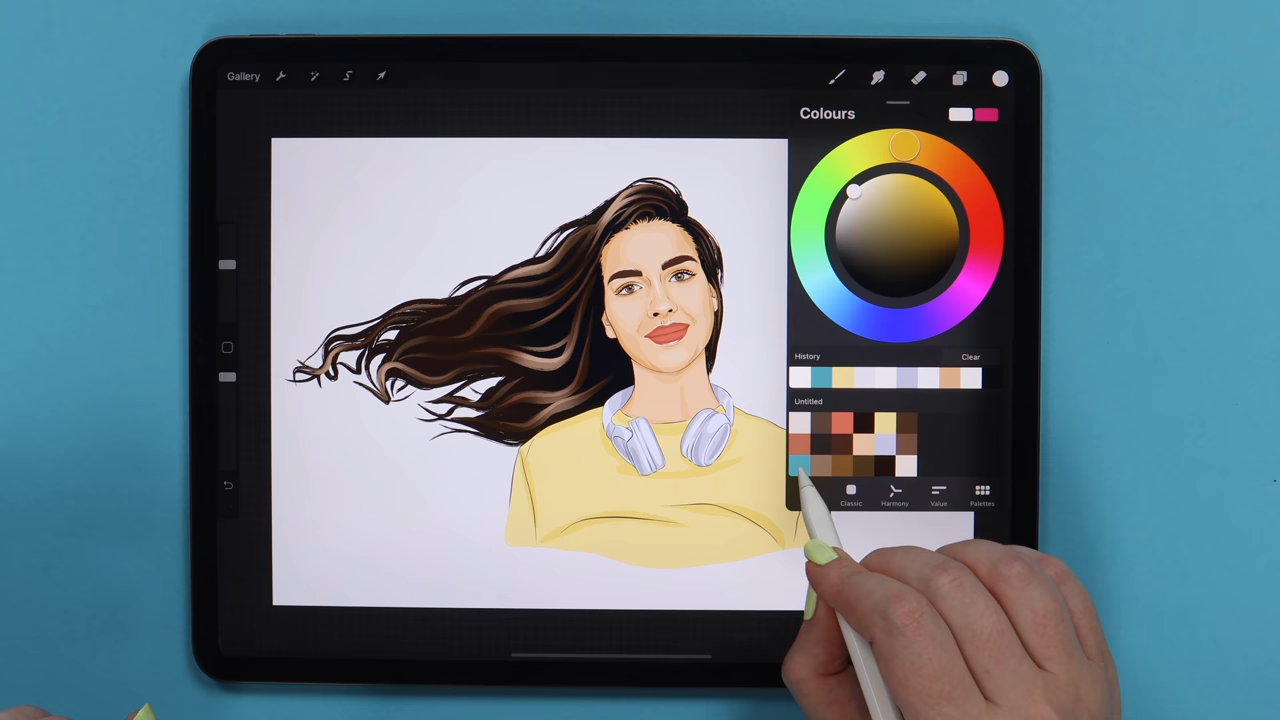 Gallery
Colours
History Clear
Untitled
Classic Harmony Value Palettes